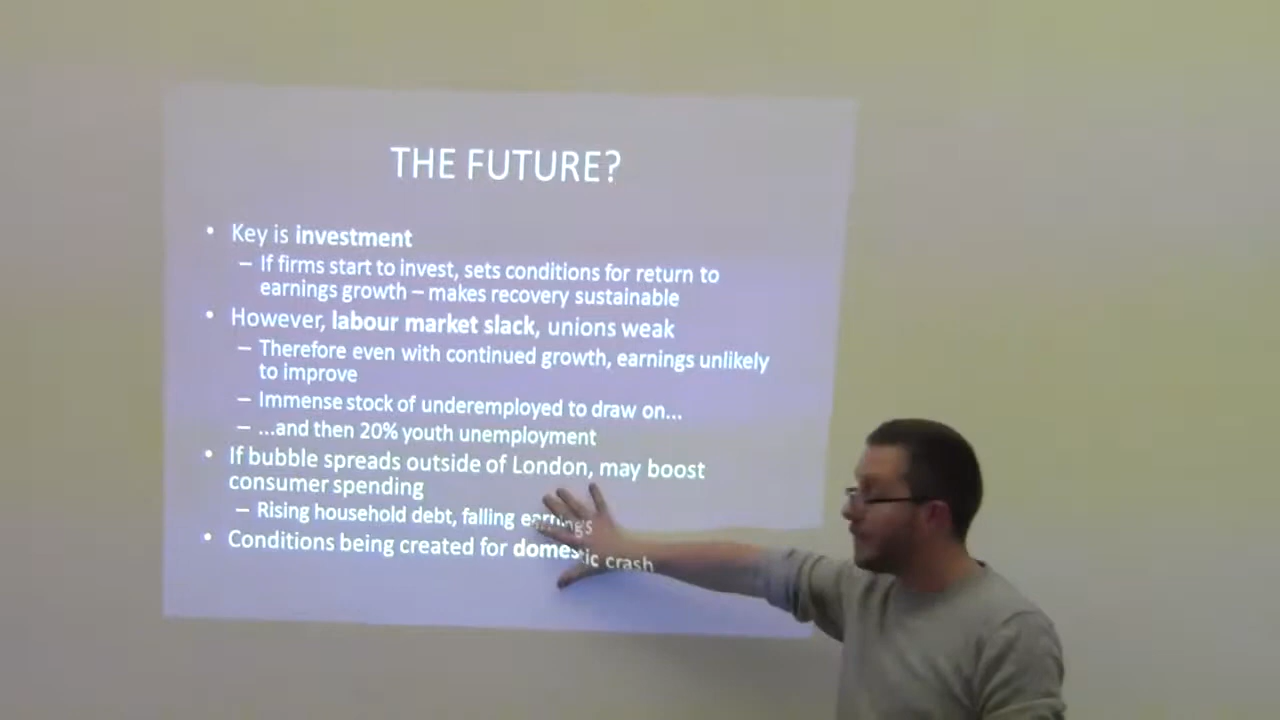 THE FUTURE?
• Key is investment
– If firms start to invest, sets conditions for return to
earnings growth – makes recovery sustainable
• However, labour market slack, unions weak
– Therefore even with continued growth, earnings unlikely
to improve
– Immense stock of underemployed to draw on...
– ...and then 20% youth unemployment
• If bubble spreads outside of London, may boost
consumer spending
– Rising household debt, falling earnings
• Conditions being created for domestic crash